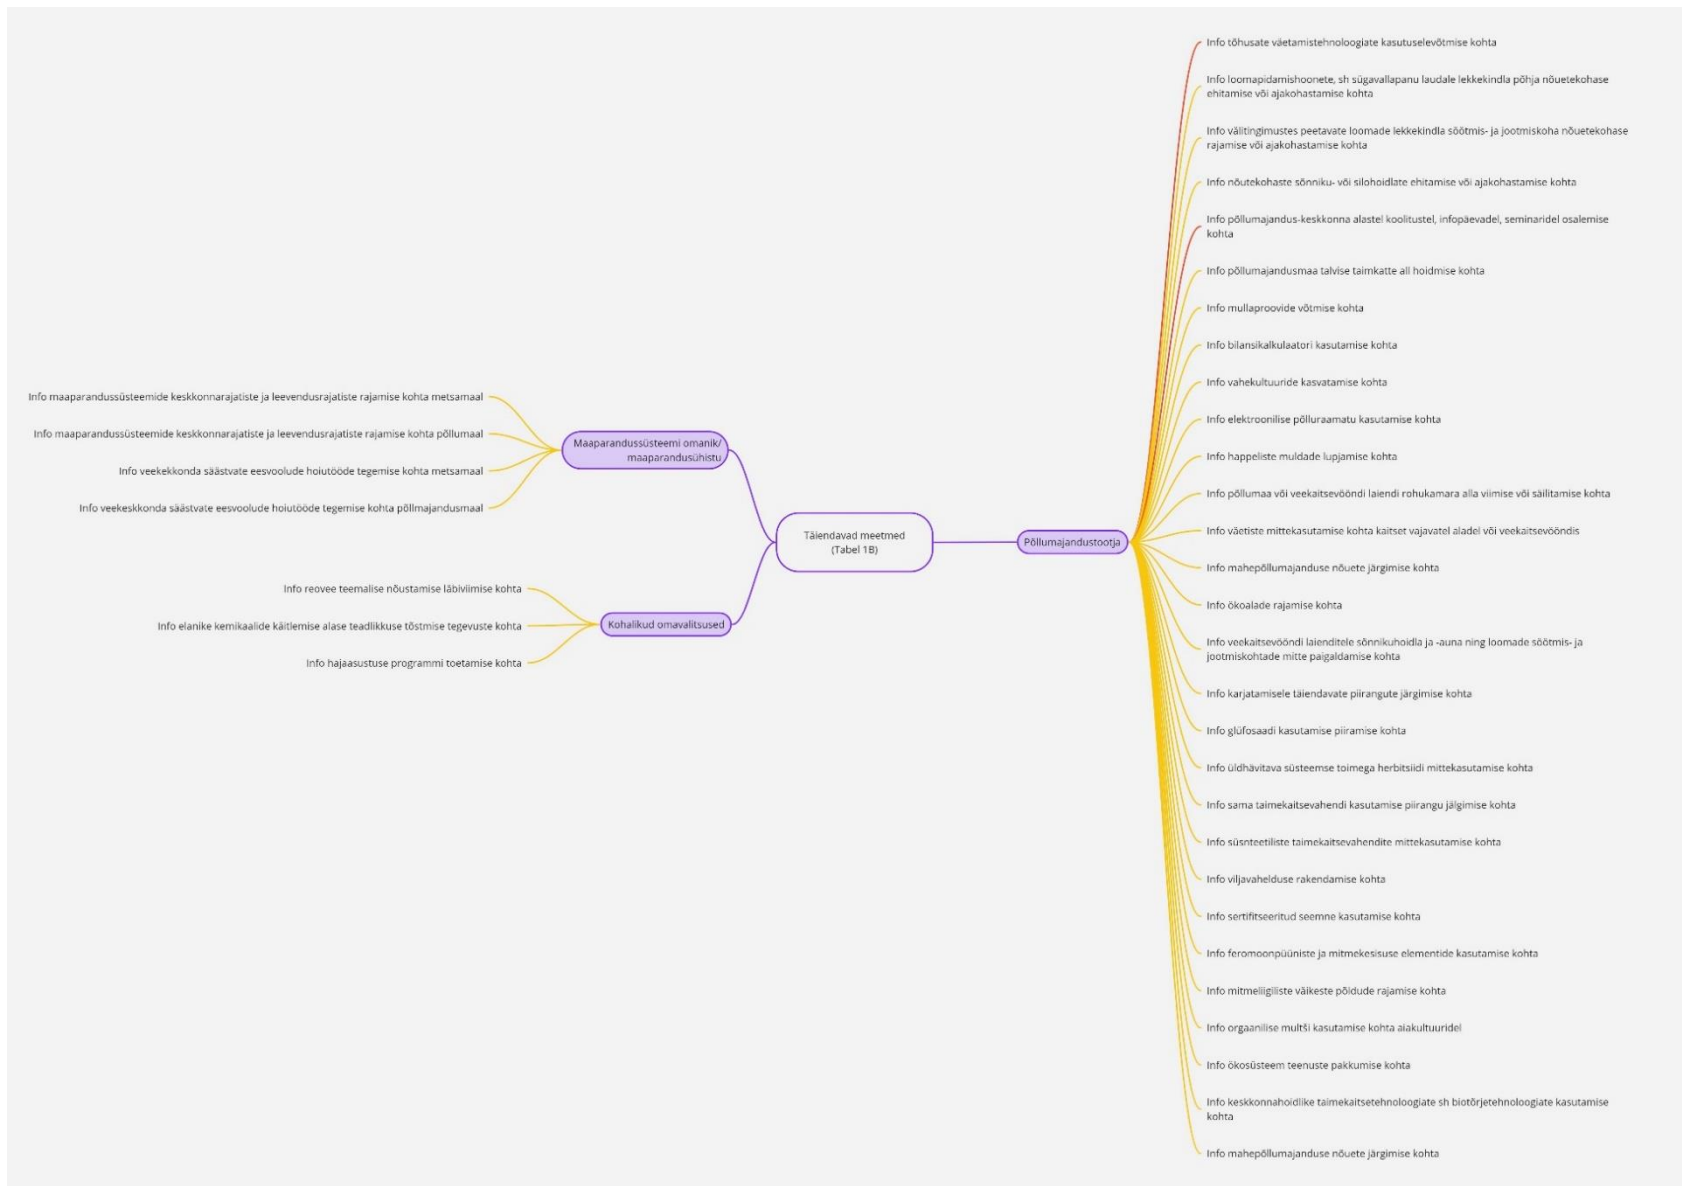 Info maaparandussüsteemide keskkonnarajatiste ja leevendusrajatiste rajamise kohta metsamaal
Info maaparandussüsteemide keskkonnarajatiste ja leevendusrajatiste rajamise kohta põllumaal
Info veekekkonda säästvate eesvoolude hoiutööde tegemise kohta metsamaal
Info veekeskkonda säästvate eesvoolude hoiutööde tegemise kohta põllmajandusmaal
Maaparandussüsteemi omanik/
maaparandusühistu
Info reovee teemalise nõustamise läbiviimise kohta
Info elanike kemikaalide käitlemise alase teadlikkuse tõstmise tegevuste kohta
Info hajaasustuse programmi toetamise kohta
Kohalikud omavalitsused
Täiendavad meetmed
(Tabel 1B)
Põllumajandustootja
Info tõhusate väetamistehnoloogiate kasutuselevõtmise kohta
Info loomapidamishoonete, sh sügavallapanu laudale lekkekindla põhja nõuetekohase
ehitamise või ajakohastamise kohta
Info välitingimustes peetavate loomade lekkekindla söötmis- ja jootmiskoha nõuetekohase
rajamise või ajakohastamise kohta
Info nõutekohaste sõnniku- või silohoidlate ehitamise või ajakohastamise kohta
Info põllumajandus-keskkonna alastel koolitustel, infopäevadel, seminaridel osalemise
kohta
Info põllumajandusmaa talvise taimkatte all hoidmise kohta
Info mullaproovide võtmise kohta
Info bilansikalkulaatori kasutamise kohta
Info vahekultuuride kasvatamise kohta
Info elektroonilise põlluraamatu kasutamise kohta
Info happeliste muldade lupjamise kohta
Info põllumaa või veekaitsevööndi laiendi rohukamara alla viimise või säilitamise kohta
Info väetiste mittekasutamise kohta kaitset vajavatel aladel või veekaitsevööndis
Info mahepõllumajanduse nõuete järgimise kohta
Info ökoalade rajamise kohta
Info veekaitsevööndi laienditele sõnnikuhoidla ja -auna ning loomade söötmis- ja
jootmiskohtade mitte paigaldamise kohta
Info karjatamisele täiendavate piirangute järgimise kohta
Info glüfosaadi kasutamise piiramise kohta
Info üldhävitava süsteemse toimega herbitsiidi mittekasutamise kohta
Info sama taimekaitsevahendi kasutamise piirangu jälgimise kohta
Info süsnteetiliste taimekaitsevahendite mittekasutamise kohta
Info viljavahelduse rakendamise kohta
Info sertifitseeritud seemne kasutamise kohta
Info feromoonpüüniste ja mitmekesisuse elementide kasutamise kohta
Info mitmeliigiliste väikeste põldude rajamise kohta
Info orgaanilise multši kasutamise kohta aiakultuuridel
Info ökosüsteem teenuste pakkumise kohta
Info keskkonnahoidlike taimekaitsetehnoloogiate sh biotõrjetehnoloogiate kasutamise
kohta
Info mahepõllumajanduse nõuete järgimise kohta